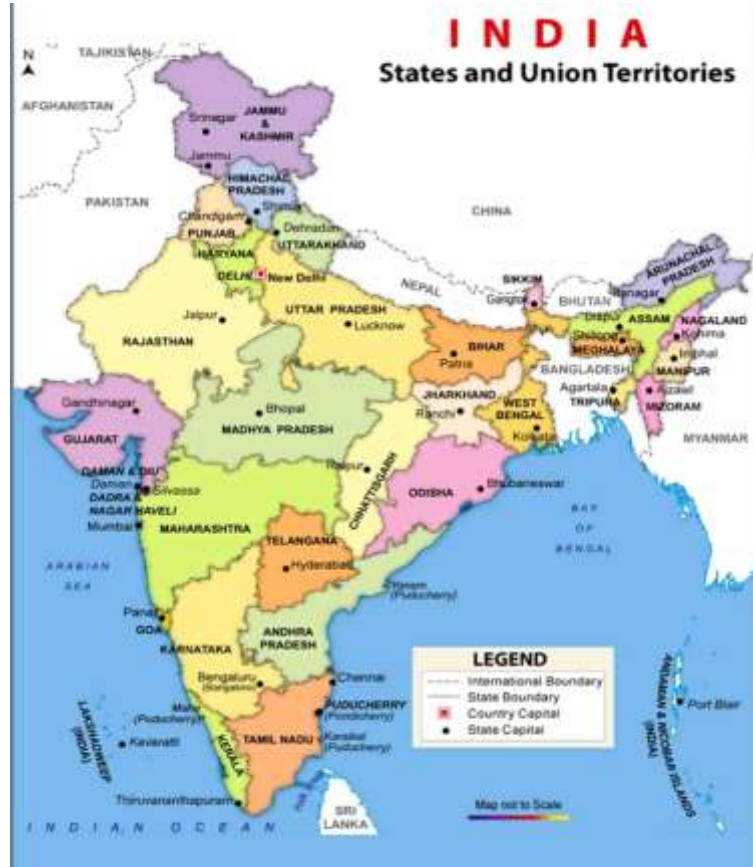 INDIA
States and Union Territories
N
TAJIKISTAN
AFGHANISTAN
PAKISTAN
CHINA
NEPAL
BHUTAN
BANGLADESH
MYANMAR
JAMMU
&
KASHMIR
Srinagar
Jammu
HIMACHAL
PRADESH
Shimla
Chandigarh
PUNJAB
Dehradun
UTTARAKHAND
HARYANA
DELHI
New Delhi
RAJASTHAN
Jaipur
UTTAR PRADESH
Lucknow
BIHAR
Patna
SIKKIM
Gangtok
ARUNACHAL
PRADESH
Itanagar
Dispur
ASSAM
NAGALAND
Kohima
Shillong
MEGHALAYA
Imphal
MANIPUR
Agartala
TRIPURA
Aizawl
MIZORAM
Gandhinagar
GUJARAT
Bhopal
MADHYA PRADESH
JHARKHAND
Ranchi
WEST
BENGAL
Kolkata
Raipur
CHHATTISGARH
ODISHA
Bhubaneswar
DAMAN & DIU
Daman
Silvassa
DADRA &
NAGAR HAVELI
Mumbai
MAHARASHTRA
TELANGANA
Hyderabad
ARABIAN
SEA
BAY
OF
BENGAL
Yanam
(Puducherry)
Panaji
GOA
KARNATAKA
ANDHRA
PRADESH
Bengaluru
(Bangalore)
Chennai
Mahe
(Puducherry)
PUDUCHERRY
(Pondicherry)
TAMIL NADU
Karaikal
(Puducherry)
KERALA
Thiruvananthapuram
LAKSHADWEEP
(INDIA)
Kavaratti
SRI
LANKA
INDIAN OCEAN
ANDAMAN & NICOBAR ISLANDS
(INDIA)
Port Blair
LEGEND
International Boundary
State Boundary
Country Capital
State Capital
Map not to Scale